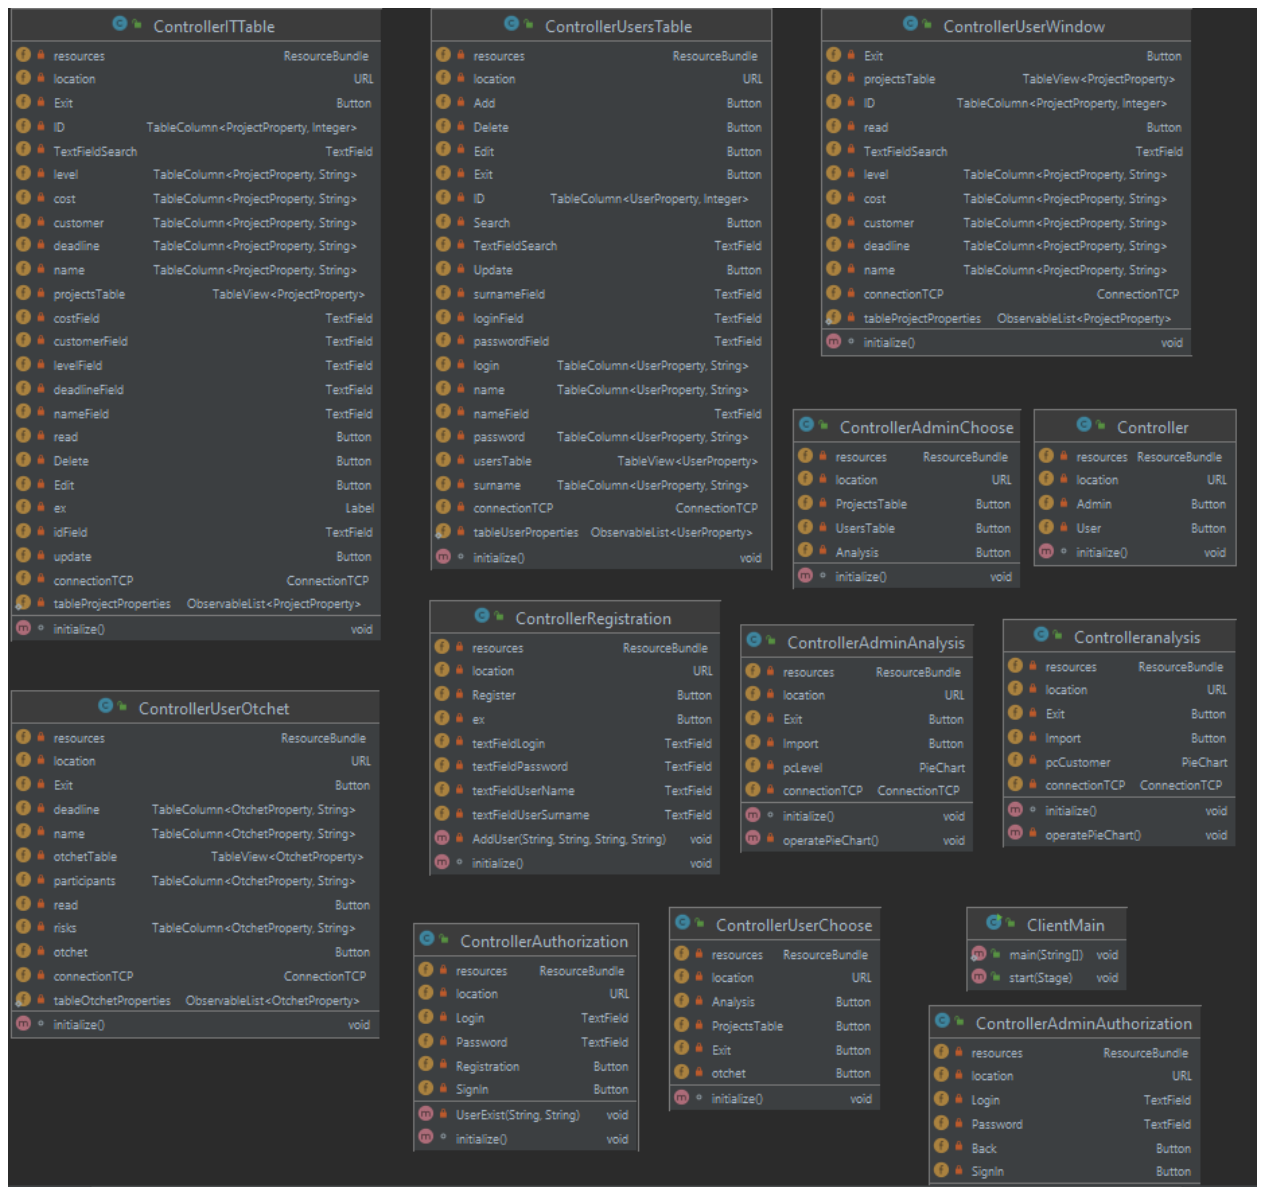 ControllerITTable
resources ResourceBundle
location URL
Exit Button
ID TableColumn<ProjectProperty, Integer>
TextFieldSearch TextField
level TableColumn<ProjectProperty, String>
cost TableColumn<ProjectProperty, String>
customer TableColumn<ProjectProperty, String>
deadline TableColumn<ProjectProperty, String>
name TableColumn<ProjectProperty, String>
projectsTable TableView<ProjectProperty>
costField TextField
customerField TextField
levelField TextField
deadlineField TextField
nameField TextField
read Button
Delete Button
Edit Button
ex Label
idField TextField
update Button
connectionTCP ConnectionTCP
tableProjectProperties ObservableList<ProjectProperty>
initialize() void
ControllerUsersTable
resources ResourceBundle
location URL
Add Button
Delete Button
Edit Button
Exit Button
ID TableColumn<UserProperty, Integer>
Search Button
TextFieldSearch TextField
Update Button
surnameField TextField
loginField TextField
passwordField TextField
login TableColumn<UserProperty, String>
name TableColumn<UserProperty, String>
nameField TextField
password TableColumn<UserProperty, String>
usersTable TableView<UserProperty>
surname TableColumn<UserProperty, String>
connectionTCP ConnectionTCP
tableUserProperties ObservableList<UserProperty>
initialize() void
ControllerUserWindow
Exit Button
projectsTable TableView<ProjectProperty>
ID TableColumn<ProjectProperty, Integer>
read Button
TextFieldSearch TextField
level TableColumn<ProjectProperty, String>
cost TableColumn<ProjectProperty, String>
customer TableColumn<ProjectProperty, String>
deadline TableColumn<ProjectProperty, String>
name TableColumn<ProjectProperty, String>
connectionTCP ConnectionTCP
tableProjectProperties ObservableList<ProjectProperty>
initialize() void
ControllerAdminChoose
resources ResourceBundle
location URL
ProjectsTable Button
UsersTable Button
Analysis Button
initialize() void
Controller
resources ResourceBundle
location URL
Admin Button
User Button
initialize() void
ControllerRegistration
resources ResourceBundle
location URL
Register Button
ex Button
textFieldLogin TextField
textFieldPassword TextField
textFieldUserName TextField
textFieldUserSurname TextField
AddUser(String, String, String, String) void
initialize() void
ControllerAdminAnalysis
resources ResourceBundle
location URL
Exit Button
Import Button
pcLevel PieChart
connectionTCP ConnectionTCP
initialize() void
operatePieChart() void
Controlleranalysis
resources ResourceBundle
location URL
Exit Button
Import Button
pcCustomer PieChart
connectionTCP ConnectionTCP
initialize() void
operatePieChart() void
ControllerUserOtchet
resources ResourceBundle
location URL
Exit Button
deadline TableColumn<OtchetProperty, String>
name TableColumn<OtchetProperty, String>
otchetTable TableView<OtchetProperty>
participants TableColumn<OtchetProperty, String>
read Button
risks TableColumn<OtchetProperty, String>
otchet Button
connectionTCP ConnectionTCP
tableOtchetProperties ObservableList<OtchetProperty>
initialize() void
ControllerAuthorization
resources ResourceBundle
location URL
Login TextField
Password TextField
Registration Button
SignIn Button
UserExist(String, String) void
initialize() void
ControllerUserChoose
resources ResourceBundle
location URL
Analysis Button
ProjectsTable Button
Exit Button
otchet Button
initialize() void
ClientMain
main(String[]) void
start(Stage) void
ControllerAdminAuthorization
resources ResourceBundle
location URL
Login TextField
Password TextField
Back Button
SignIn Button